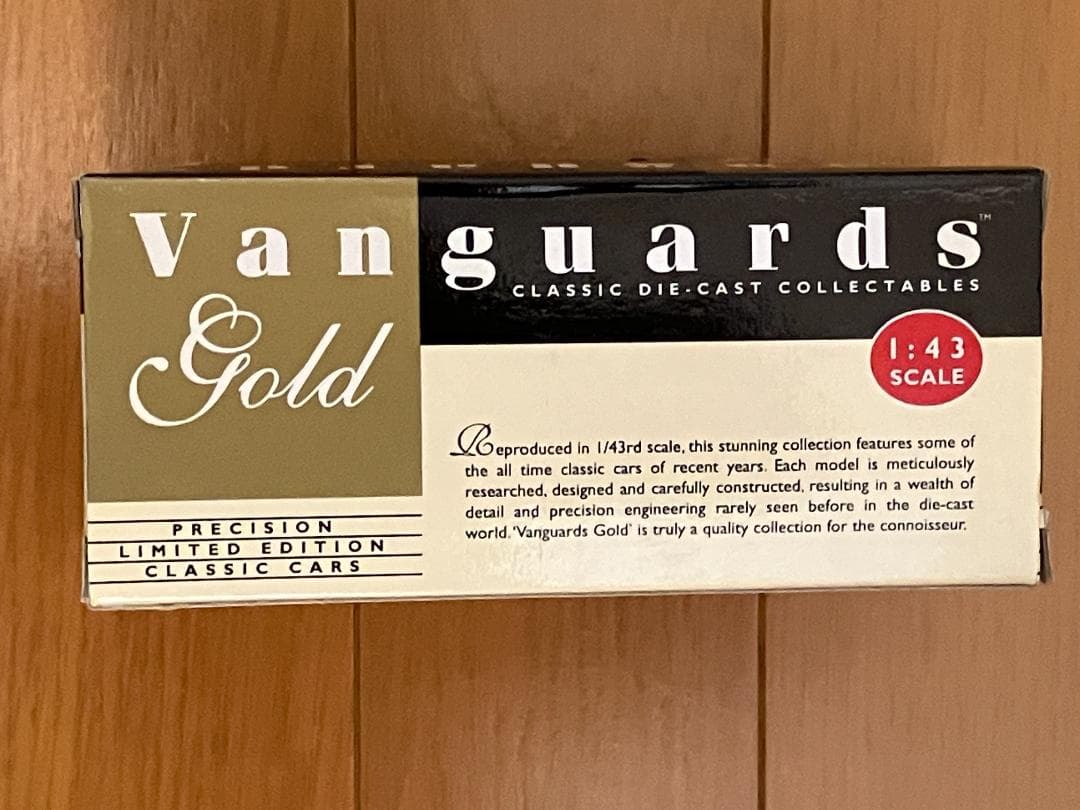 Vanguards™
CLASSIC DIE-CAST COLLECTABLES
Gold
1:43
SCALE
Reproduced in 1/43rd scale, this stunning collection features some of
the all time classic cars of recent years. Each model is meticulously
researched, designed and carefully constructed, resulting in a wealth of
detail and precision engineering rarely seen before in the die-cast
world. 'Vanguards Gold' is truly a quality collection for the connoisseur.
PRECISION
LIMITED EDITION
CLASSIC CARS